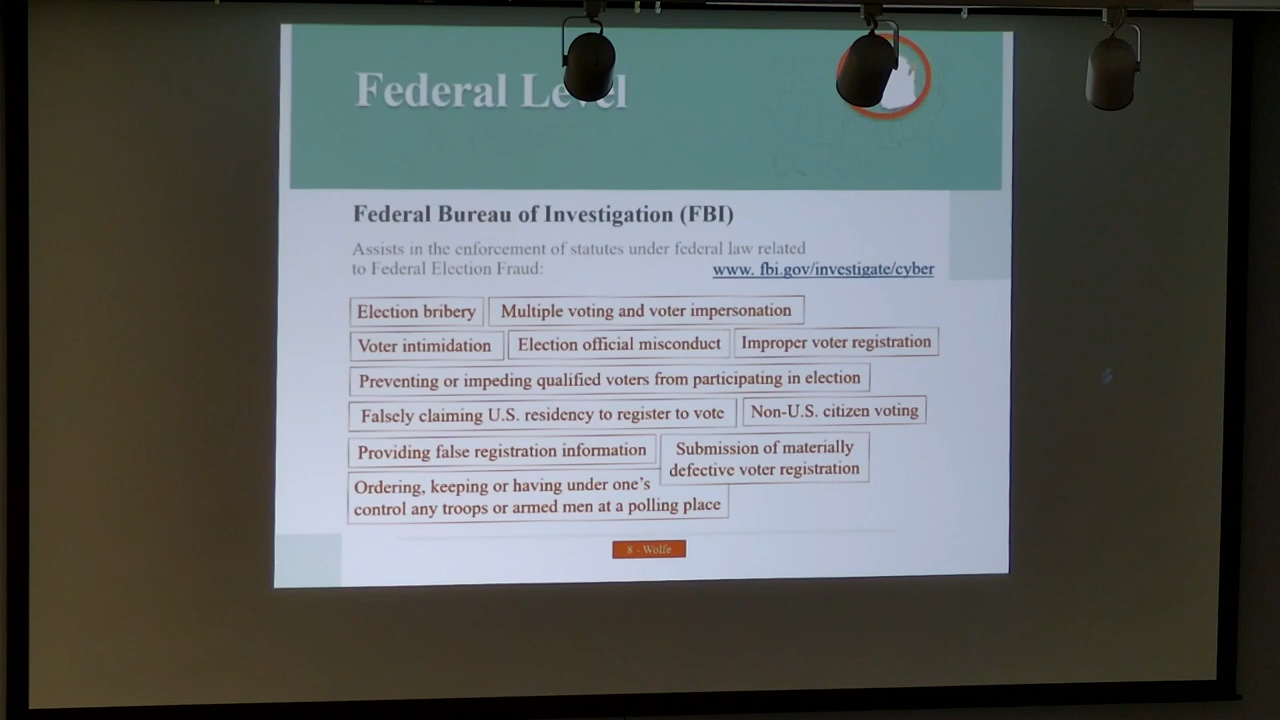 Federal Level
Federal Bureau of Investigation (FBI)
Assists in the enforcement of statutes under federal law related
to Federal Election Fraud:
www. fbi.gov/investigate/cyber
Election bribery
Multiple voting and voter impersonation
Voter intimidation
Election official misconduct
Improper voter registration
Preventing or impeding qualified voters from participating in election
Falsely claiming U.S. residency to register to vote
Non-U.S. citizen voting
Providing false registration information
Submission of materially
defective voter registration
Ordering, keeping or having under one's
control any troops or armed men at a polling place
8 - Wolfe